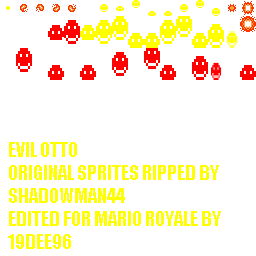 EVIL OTTO
ORIGINAL SPRITES RIPPED BY
SHADOWMAN44
EDITED FOR MARIO ROYALE BY
19DEE96